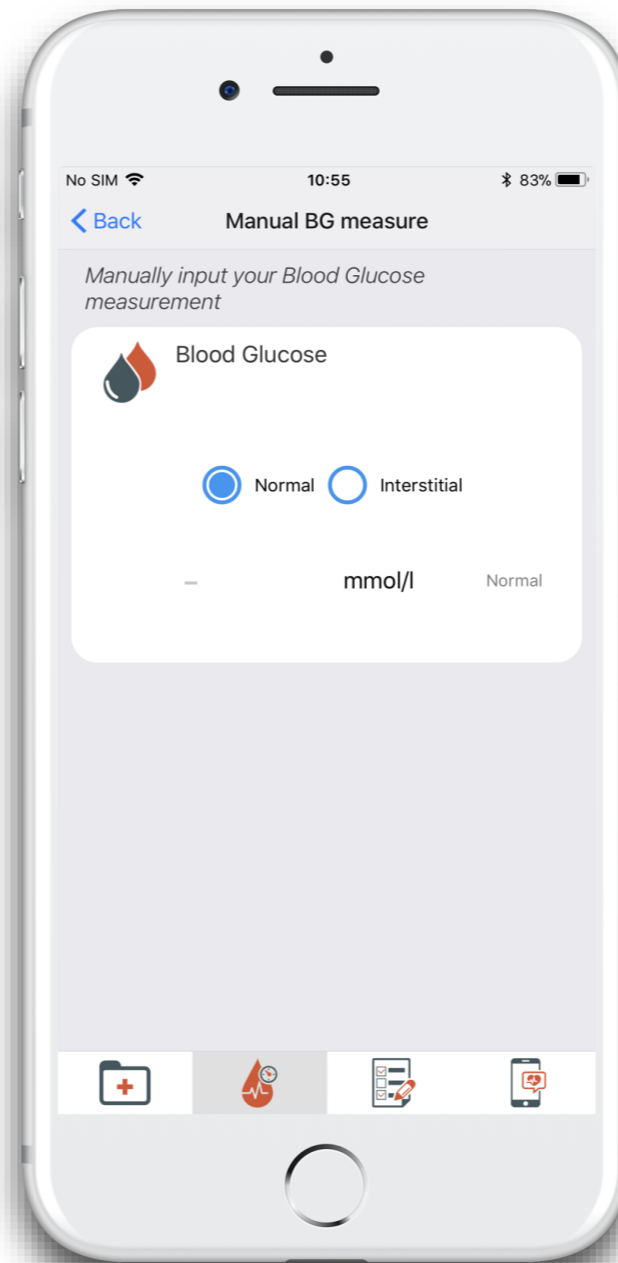 No SIM 10:55 83%
Back Manual BG measure
Manually input your Blood Glucose
measurement
Blood Glucose
Normal Interstitial
– mmol/l Normal